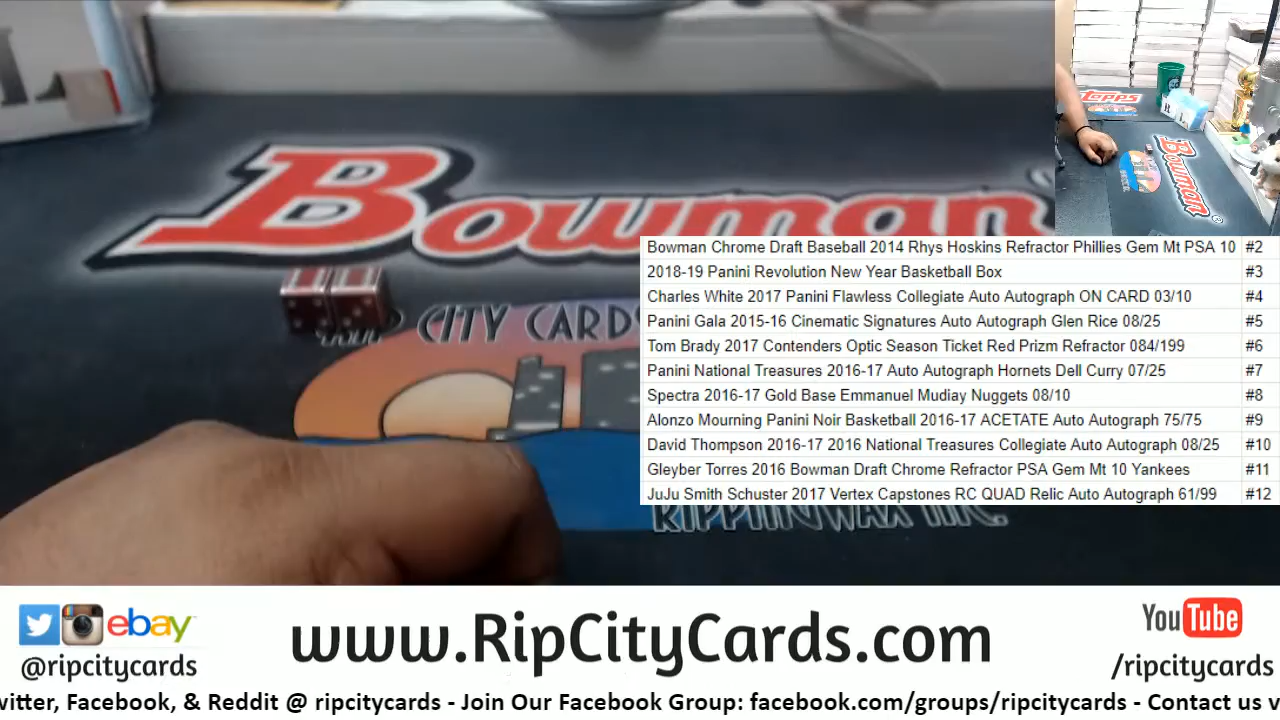 Bowman
CITY CARDS
RIPPINWAX INC.
Topps
Bowman
Bowman Chrome Draft Baseball 2014 Rhys Hoskins Refractor Phillies Gem Mt PSA 10 #2
2018-19 Panini Revolution New Year Basketball Box #3
Charles White 2017 Panini Flawless Collegiate Auto Autograph ON CARD 03/10 #4
Panini Gala 2015-16 Cinematic Signatures Auto Autograph Glen Rice 08/25 #5
Tom Brady 2017 Contenders Optic Season Ticket Red Prizm Refractor 084/199 #6
Panini National Treasures 2016-17 Auto Autograph Hornets Dell Curry 07/25 #7
Spectra 2016-17 Gold Base Emmanuel Mudiay Nuggets 08/10 #8
Alonzo Mourning Panini Noir Basketball 2016-17 ACETATE Auto Autograph 75/75 #9
David Thompson 2016-17 2016 National Treasures Collegiate Auto Autograph 08/25 #10
Gleyber Torres 2016 Bowman Draft Chrome Refractor PSA Gem Mt 10 Yankees #11
JuJu Smith Schuster 2017 Vertex Capstones RC QUAD Relic Auto Autograph 61/99 #12
ebay
@ripcitycards
www.RipCityCards.com
YouTube
/ripcitycards
witter, Facebook, & Reddit @ ripcitycards - Join Our Facebook Group: facebook.com/groups/ripcitycards - Contact us v